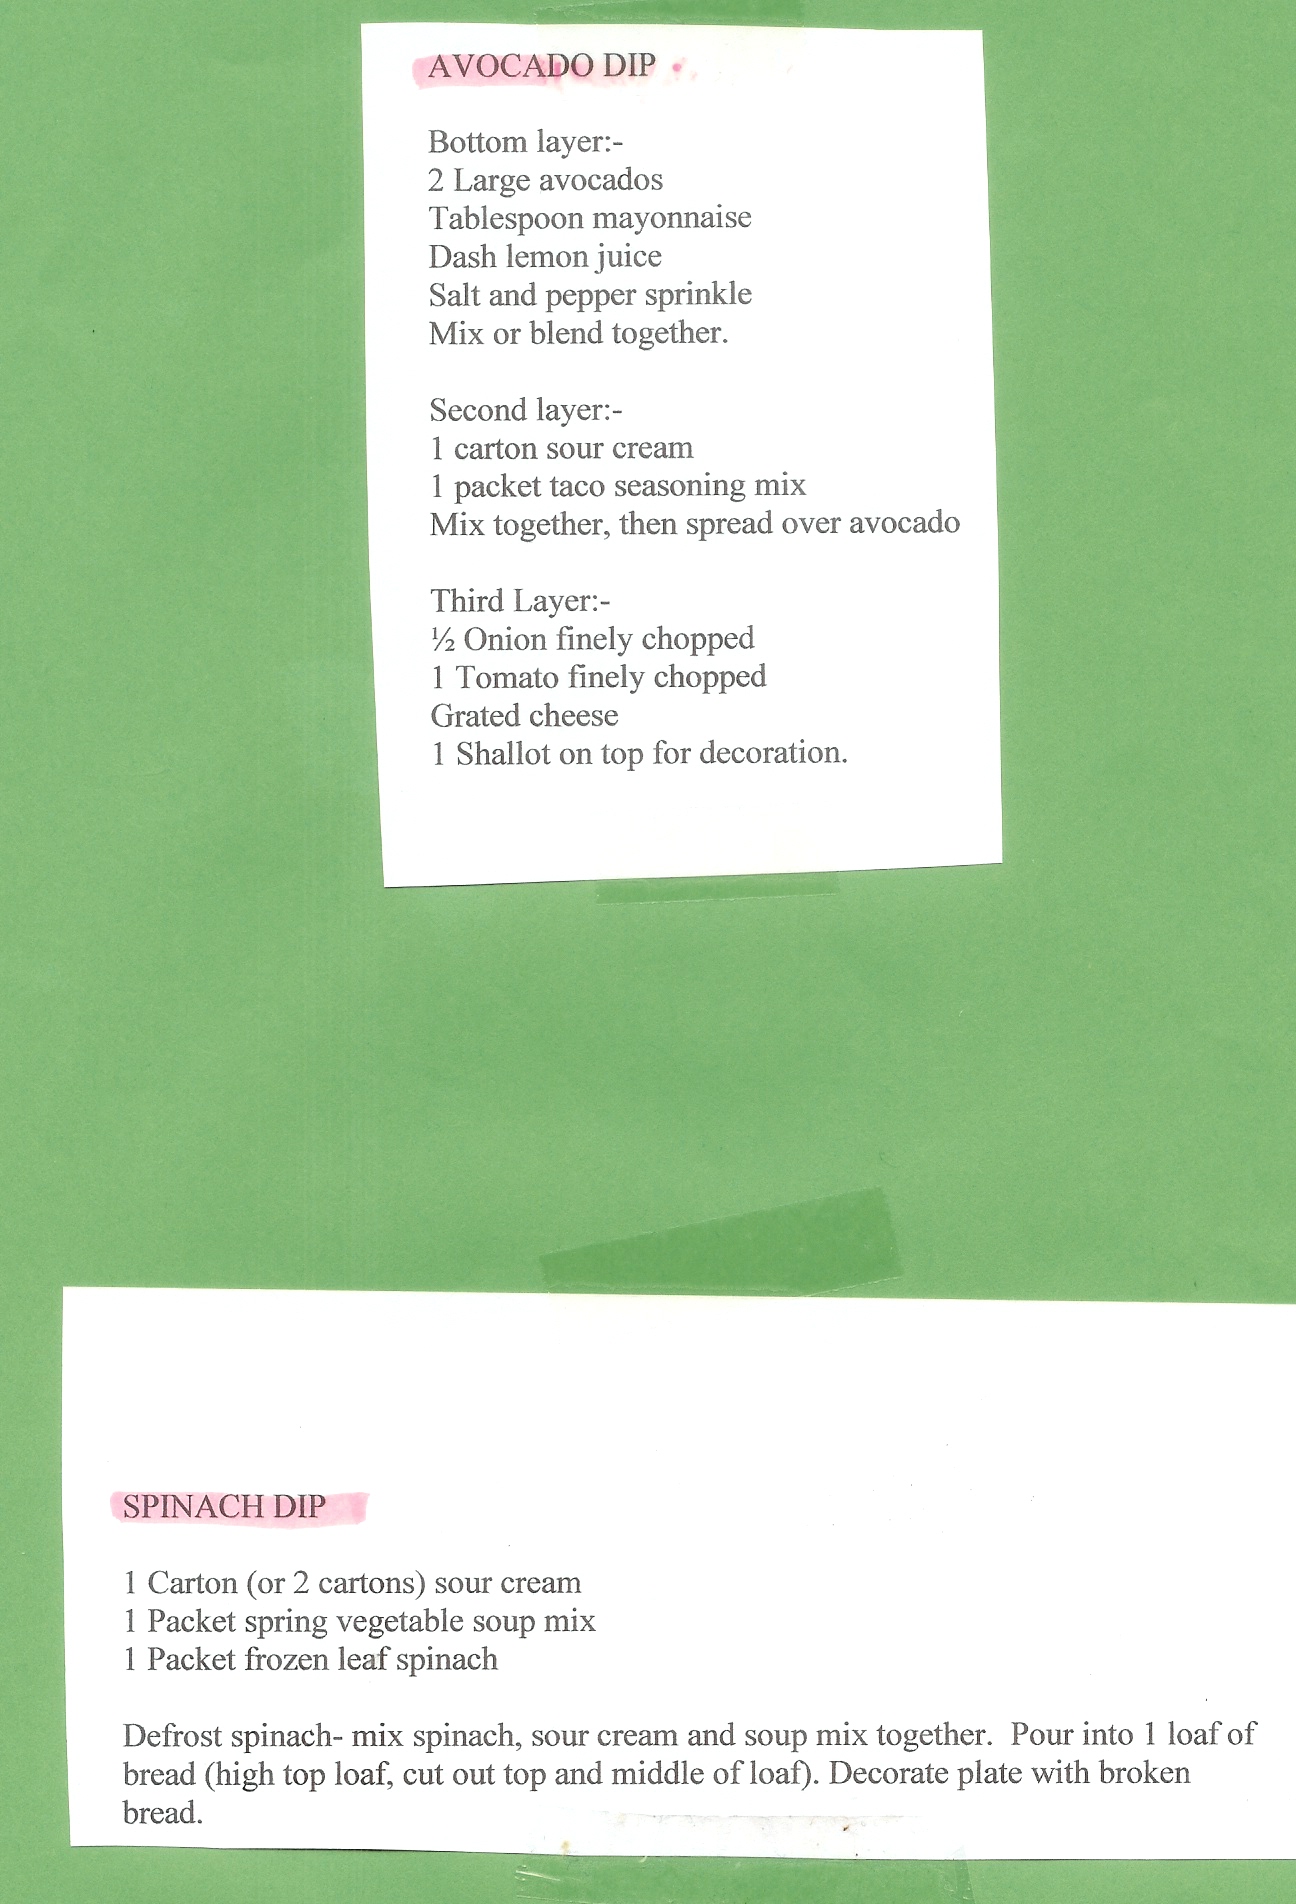 AVOCADO DIP
Bottom layer:-
2 Large avocados
Tablespoon mayonnaise
Dash lemon juice
Salt and pepper sprinkle
Mix or blend together.
Second layer:-
1 carton sour cream
1 packet taco seasoning mix
Mix together, then spread over avocado
Third Layer:-
½ Onion finely chopped
1 Tomato finely chopped
Grated cheese
1 Shallot on top for decoration.
SPINACH DIP
1 Carton (or 2 cartons) sour cream
1 Packet spring vegetable soup mix
1 Packet frozen leaf spinach
Defrost spinach- mix spinach, sour cream and soup mix together.  Pour into 1 loaf of
bread (high top loaf, cut out top and middle of loaf). Decorate plate with broken
bread.